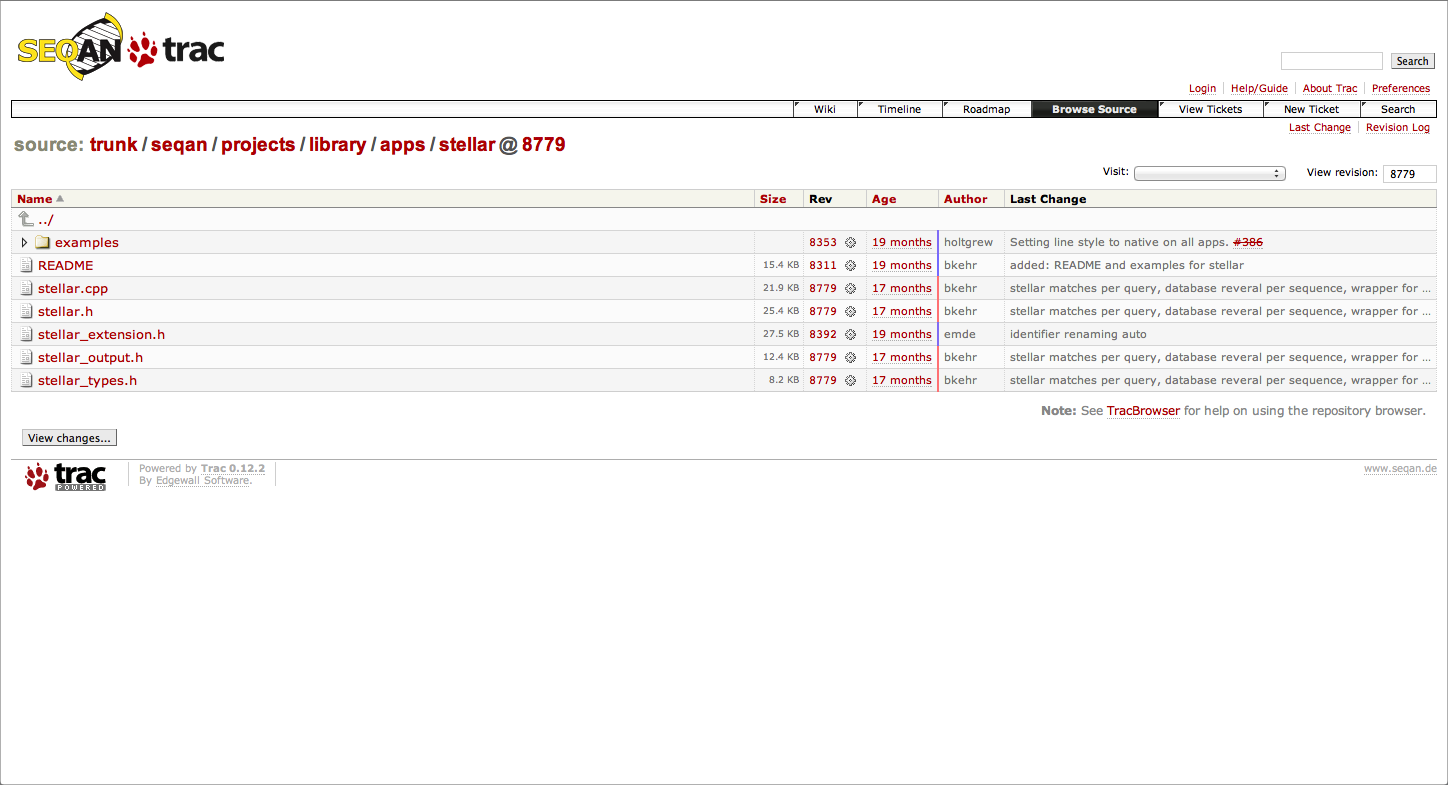 SEQAN trac
Search
Login Help/Guide About Trac Preferences
Wiki Timeline Roadmap Browse Source View Tickets New Ticket Search
Last Change Revision Log
source: trunk / seqan / projects / library / apps / stellar @ 8779
Visit: View revision: 8779
Name Size Rev Age Author Last Change
../
examples 8353 19 months holtgrew Setting line style to native on all apps. #386
README 15.4 KB 8311 19 months bkehr added: README and examples for stellar
stellar.cpp 21.9 KB 8779 17 months bkehr stellar matches per query, database reveral per sequence, wrapper for ...
stellar.h 25.4 KB 8779 17 months bkehr stellar matches per query, database reveral per sequence, wrapper for ...
stellar_extension.h 27.5 KB 8392 19 months emde identifier renaming auto
stellar_output.h 12.4 KB 8779 17 months bkehr stellar matches per query, database reveral per sequence, wrapper for ...
stellar_types.h 8.2 KB 8779 17 months bkehr stellar matches per query, database reveral per sequence, wrapper for ...
Note: See TracBrowser for help on using the repository browser.
View changes...
trac POWERED
Powered by Trac 0.12.2
By Edgewall Software.
www.seqan.de